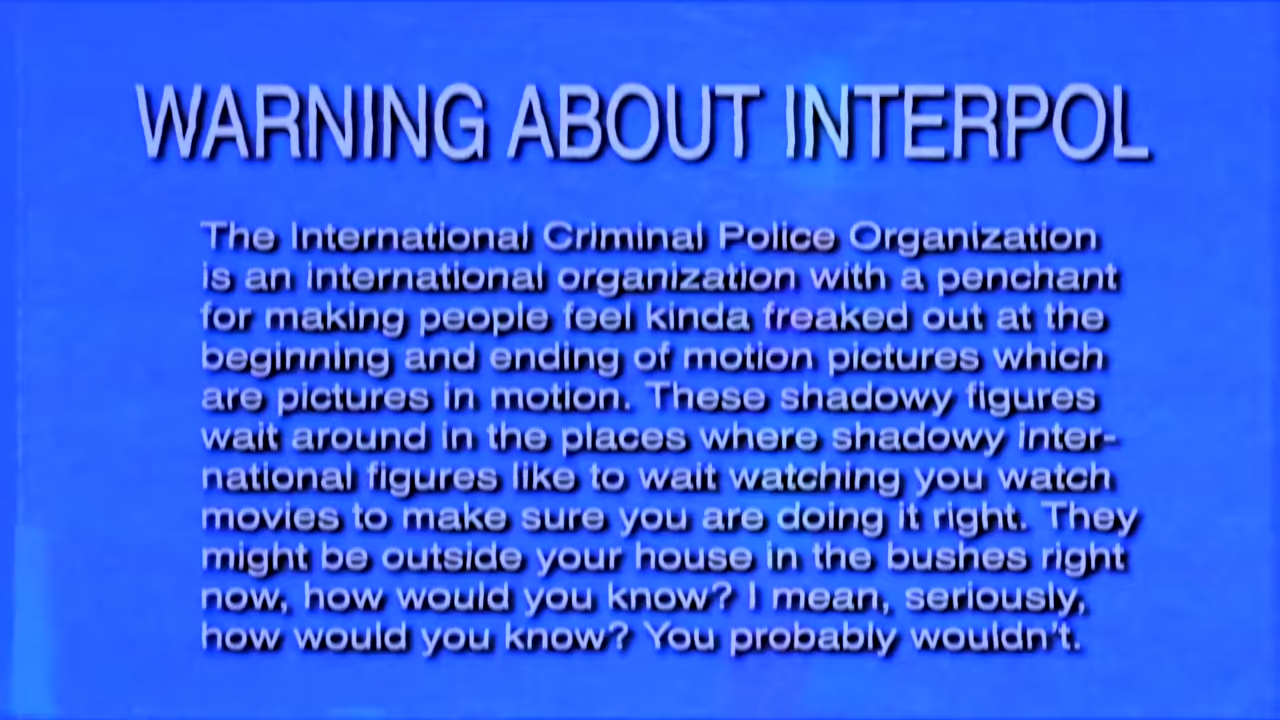 WARNING ABOUT INTERPOL
The International Criminal Police Organization
is an international organization with a penchant
for making people feel kinda freaked out at the
beginning and ending of motion pictures which
are pictures in motion. These shadowy figures
wait around in the places where shadowy inter-
national figures like to wait watching you watch
movies to make sure you are doing it right. They
might be outside your house in the bushes right
now, how would you know? I mean, seriously,
how would you know? You probably wouldn't.